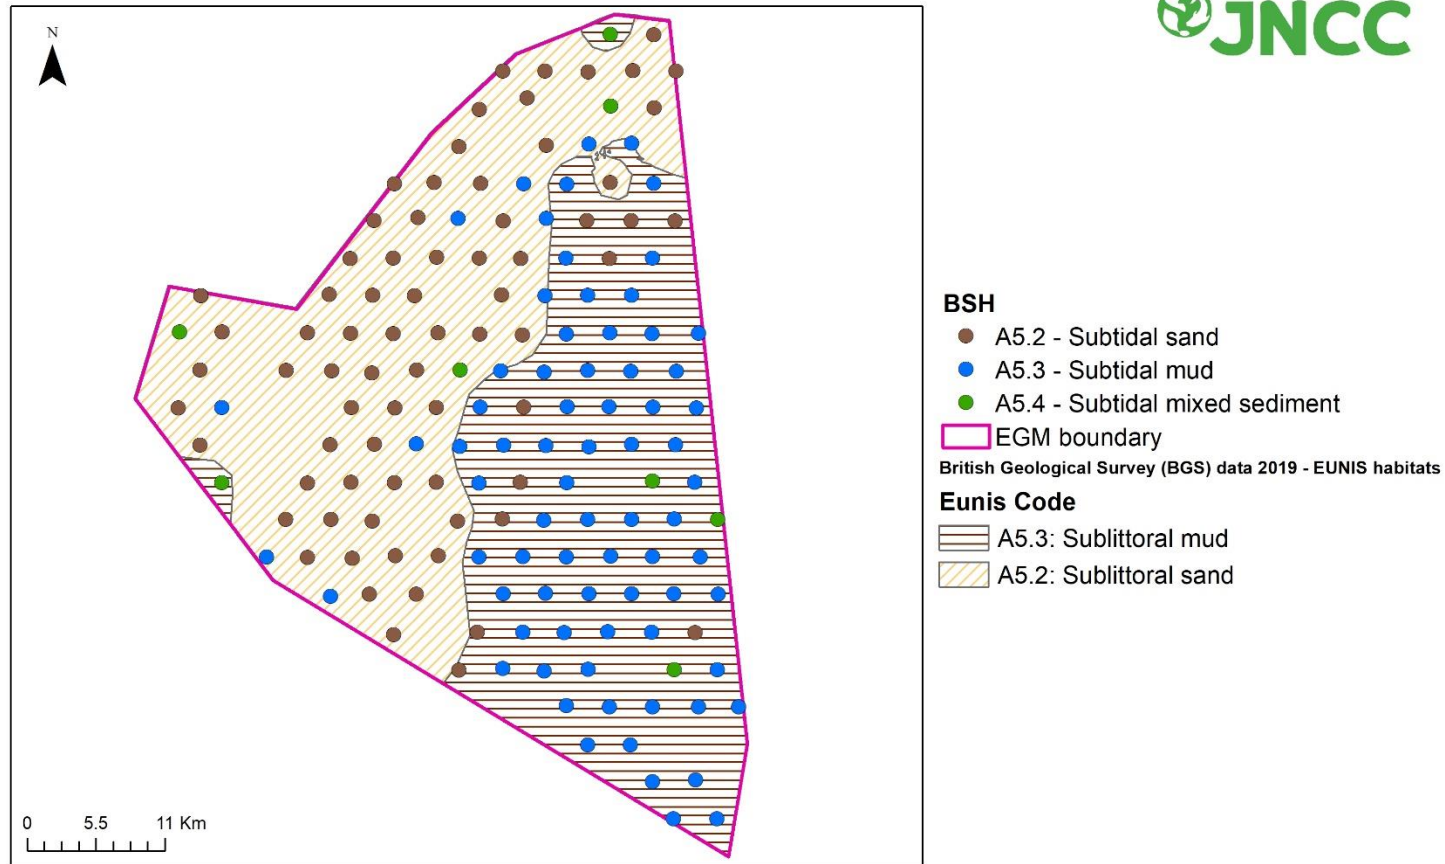 JNCC
N
BSH
A5.2 - Subtidal sand
A5.3 - Subtidal mud
A5.4 - Subtidal mixed sediment
EGM boundary
British Geological Survey (BGS) data 2019 - EUNIS habitats
Eunis Code
A5.3: Sublittoral mud
A5.2: Sublittoral sand
0 5.5 11 Km